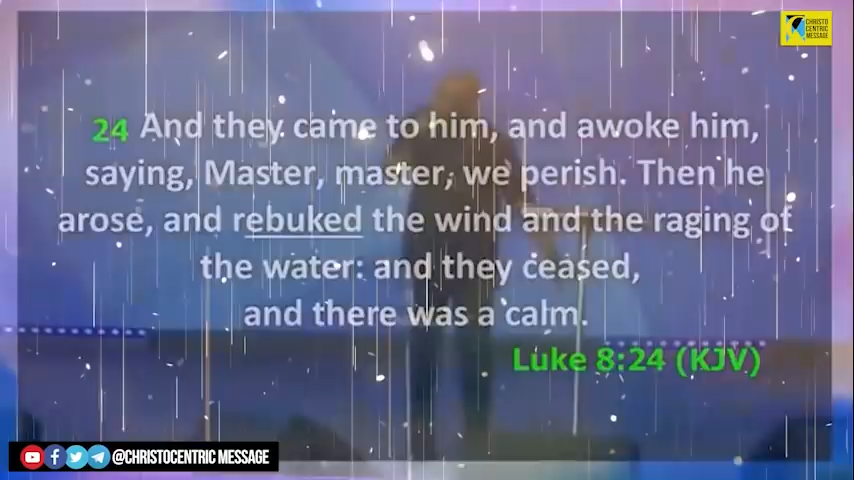 CHRISTO
CENTRIC
MESSAGE
24 And they came to him, and awoke him,
saying, Master, master, we perish. Then he
arose, and rebuked the wind and the raging of
the water: and they ceased,
and there was a calm.
Luke 8:24 (KJV)
@CHRISTOCENTRIC MESSAGE